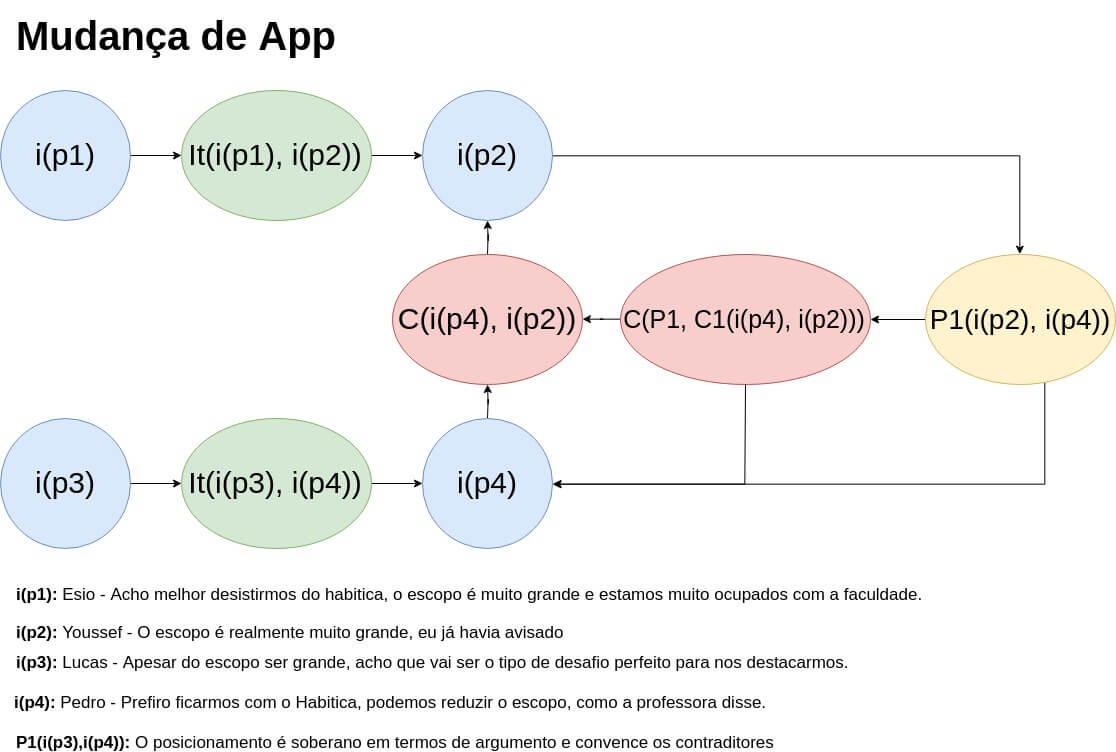 Mudança de App
i(p1)
It(i(p1), i(p2))
i(p2)
C(i(p4), i(p2))
C(P1, C1(i(p4), i(p2)))
P1(i(p2), i(p4))
i(p3)
It(i(p3), i(p4))
i(p4)
i(p1): Esio - Acho melhor desistirmos do habitica, o escopo é muito grande e estamos muito ocupados com a faculdade.
i(p2): Youssef - O escopo é realmente muito grande, eu já havia avisado
i(p3): Lucas - Apesar do escopo ser grande, acho que vai ser o tipo de desafio perfeito para nos destacarmos.
i(p4): Pedro - Prefiro ficarmos com o Habitica, podemos reduzir o escopo, como a professora disse.
P1(i(p3),i(p4)): O posicionamento é soberano em termos de argumento e convence os contraditores